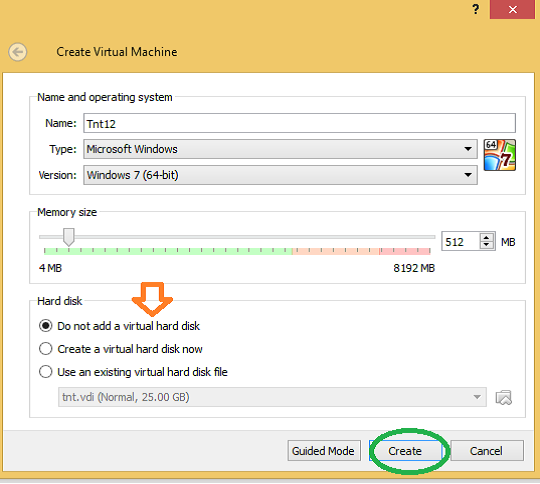 ?
Create Virtual Machine
Name and operating system
Name: Tnt12
Type: Microsoft Windows
64
7
Version: Windows 7 (64-bit)
Memory size
512 MB
4 MB 8192 MB
Hard disk
Do not add a virtual hard disk
Create a virtual hard disk now
Use an existing virtual hard disk file
tnt.vdi (Normal, 25.00 GB)
Guided Mode Create Cancel